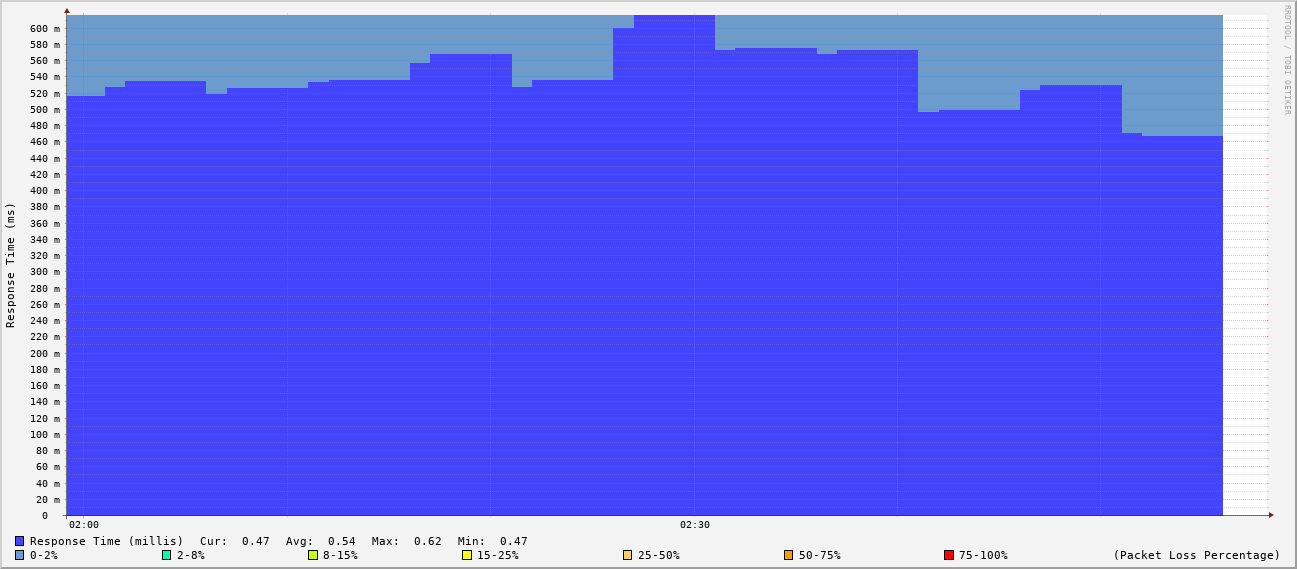 600 m
580 m
560 m
540 m
520 m
500 m
480 m
460 m
440 m
420 m
400 m
380 m
360 m
340 m
320 m
300 m
280 m
260 m
240 m
220 m
200 m
180 m
160 m
140 m
120 m
100 m
80 m
60 m
40 m
20 m
0
Response Time (ms)
02:00 02:30
Response Time (millis) Cur: 0.47 Avg: 0.54 Max: 0.62 Min: 0.47
0-2% 2-8% 8-15% 15-25% 25-50% 50-75% 75-100% (Packet Loss Percentage)
RRDTOOL / TOBI OETIKER